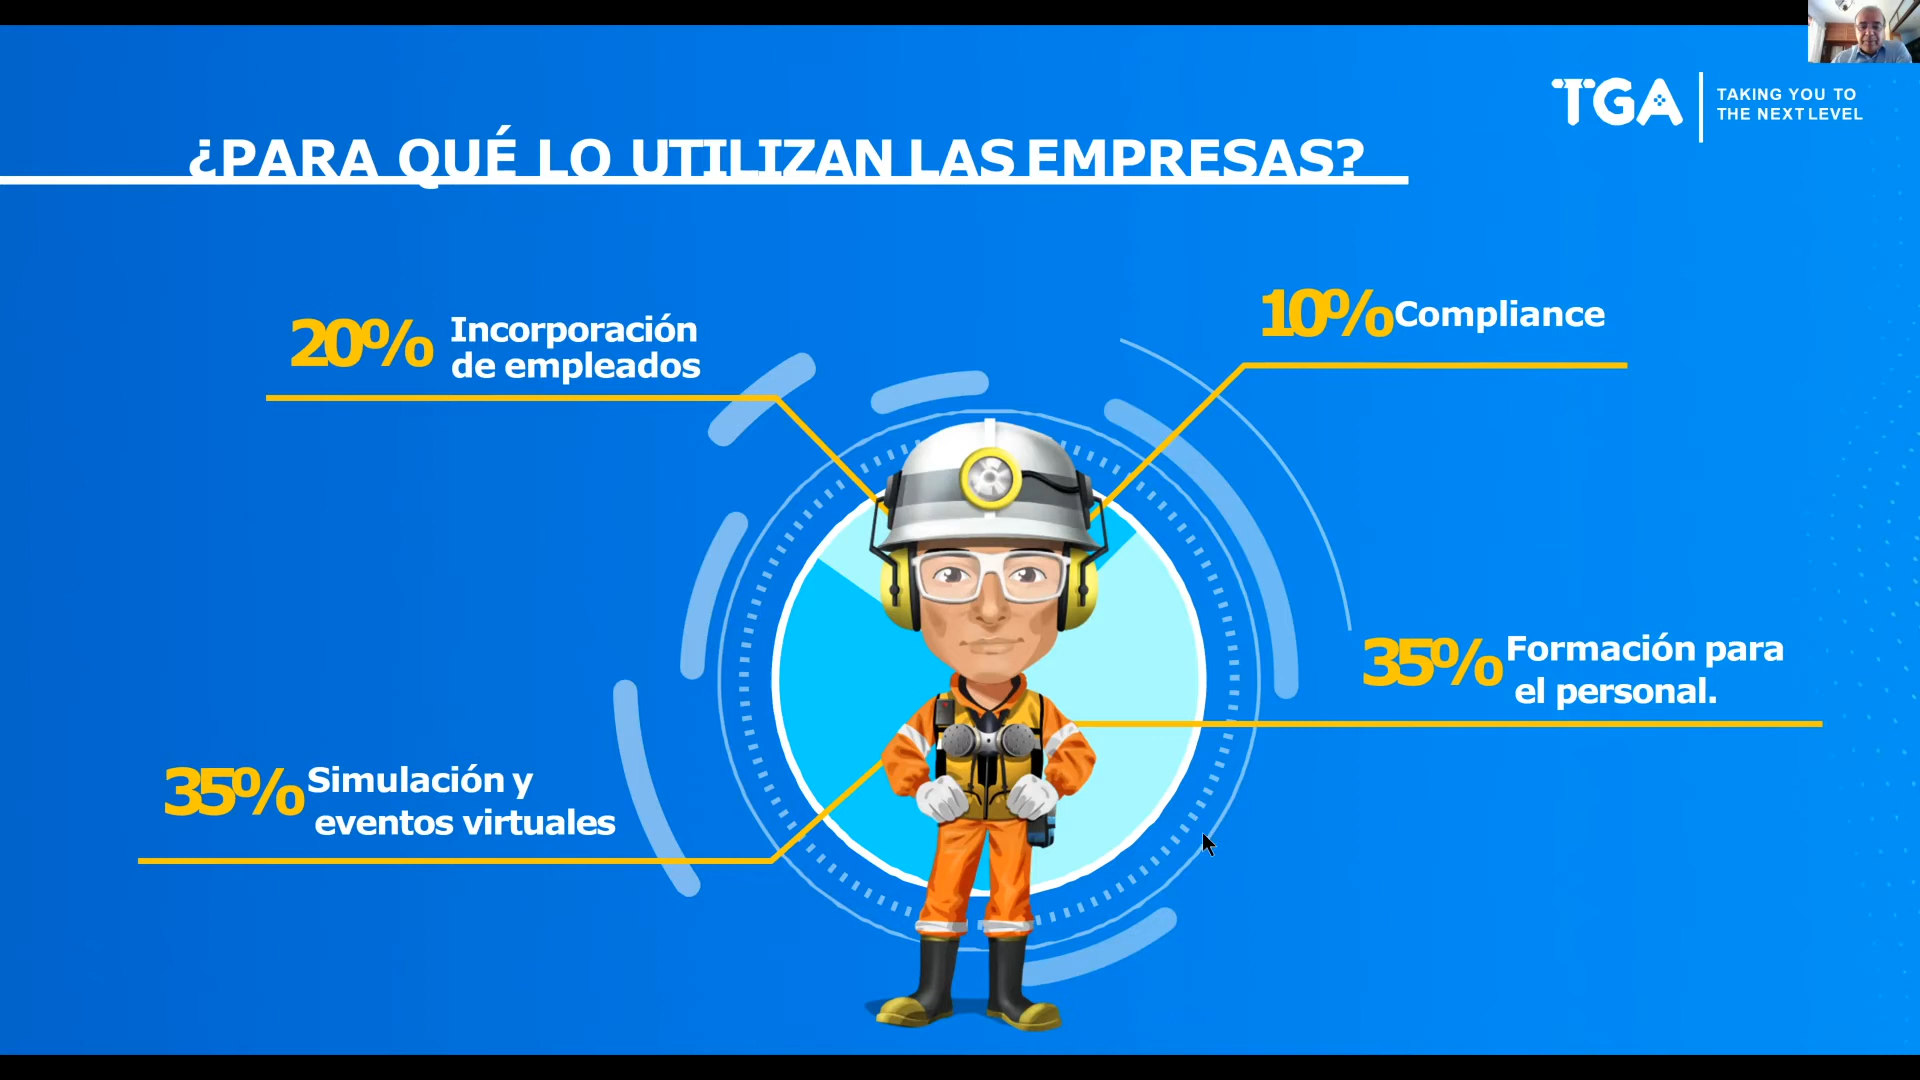 TGA
TAKING YOU TO
THE NEXT LEVEL
¿PARA QUÉ LO UTILIZAN LAS EMPRESAS?
20% Incorporación
de empleados
10% Compliance
35% Formación para
el personal.
35% Simulación y
eventos virtuales